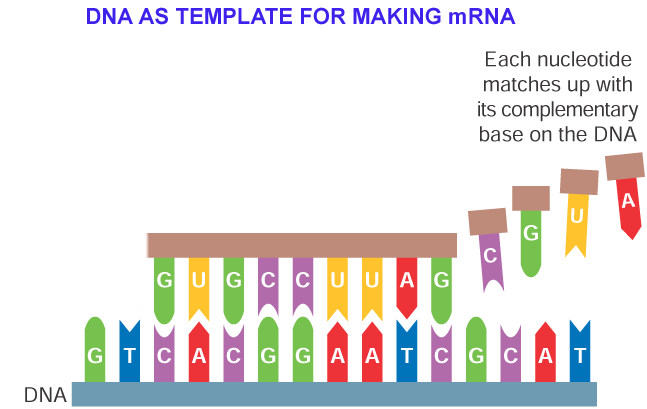 DNA AS TEMPLATE FOR MAKING mRNA
Each nucleotide
matches up with
its complementary
base on the DNA
C G U A
G U G C C U U A G
G T C A C G G A A T C G C A T
DNA